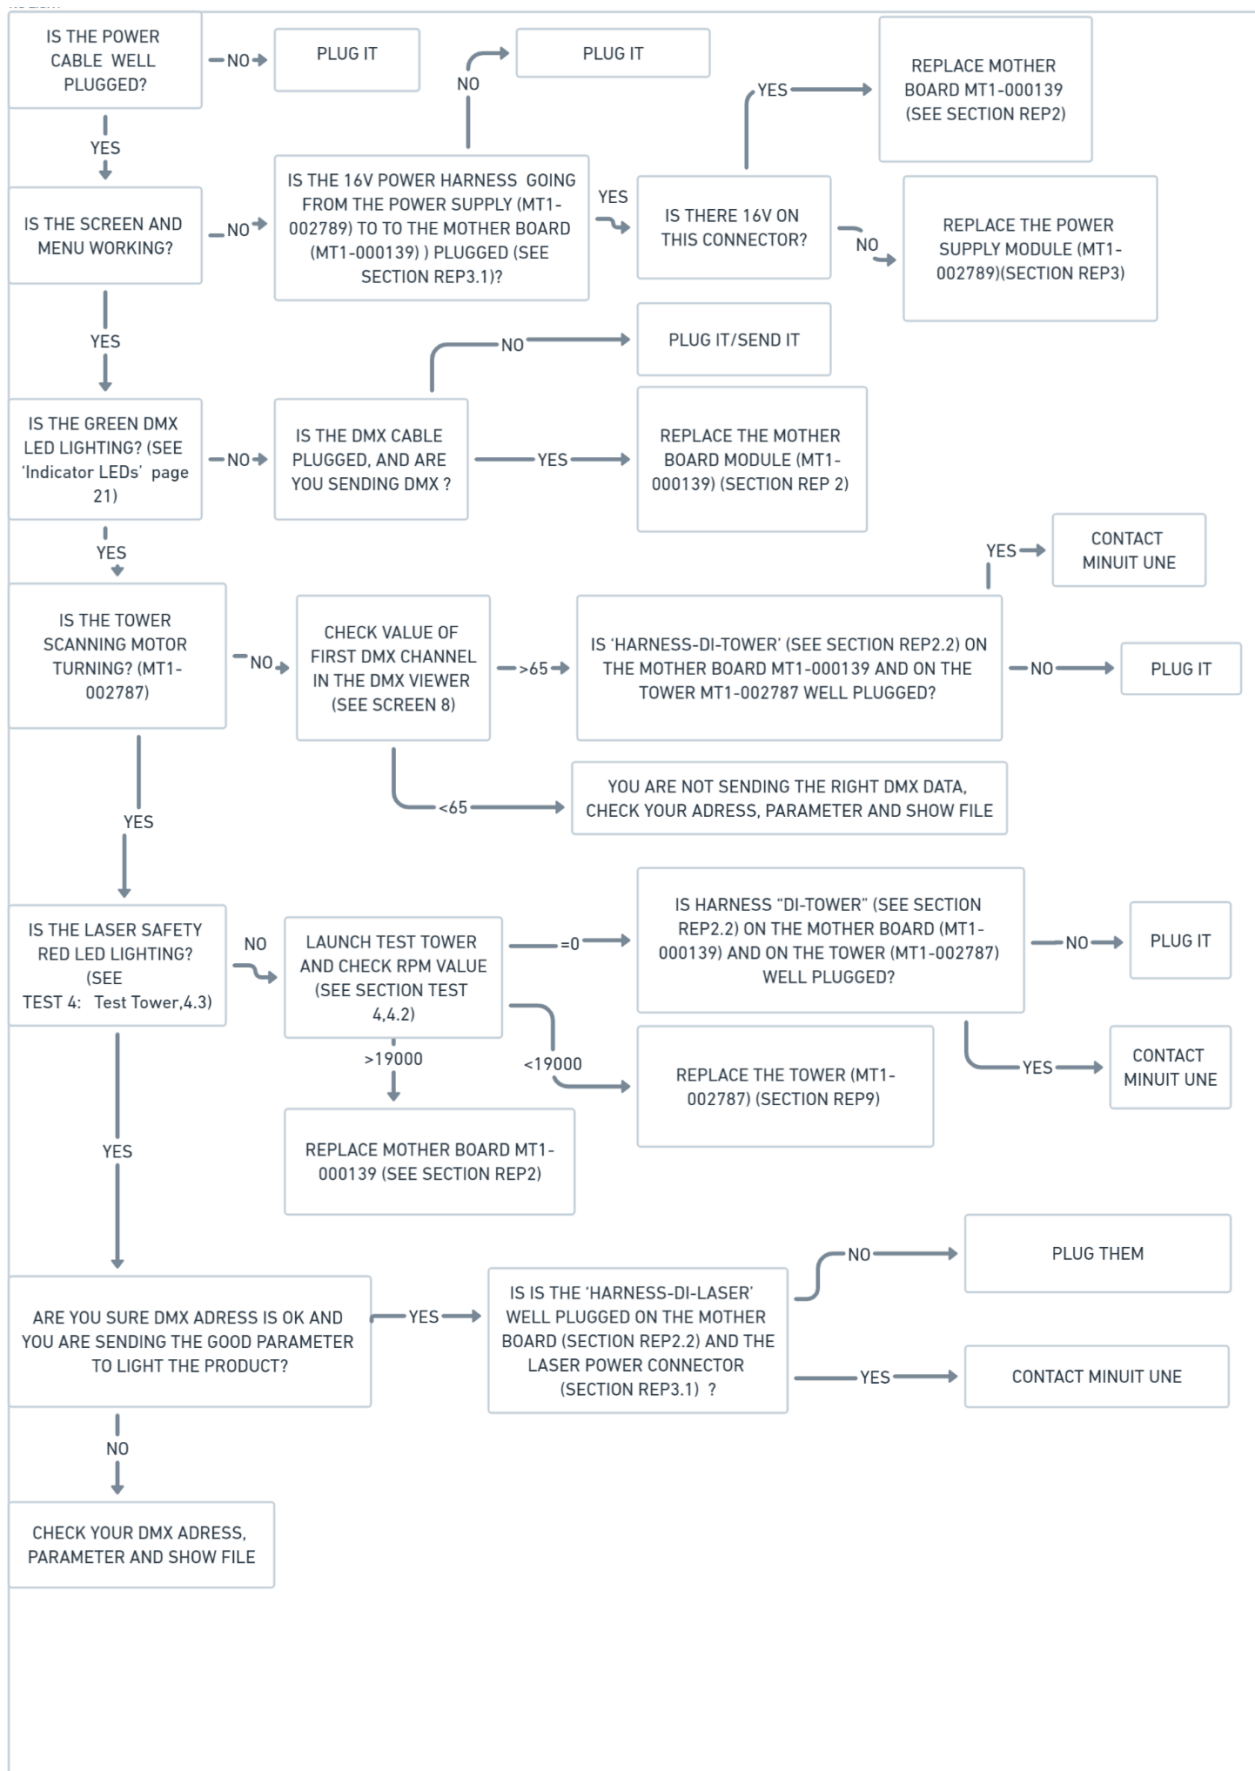 IS THE POWER
CABLE WELL
PLUGGED?
NO
PLUG IT
NO
PLUG IT
YES
REPLACE MOTHER
BOARD MT1-000139
(SEE SECTION REP2)
YES
IS THE SCREEN AND
MENU WORKING?
NO
IS THE 16V POWER HARNESS GOING
FROM THE POWER SUPPLY (MT1-
002789) TO TO THE MOTHER BOARD
(MT1-000139) ) PLUGGED (SEE
SECTION REP3.1)?
YES
IS THERE 16V ON
THIS CONNECTOR?
NO
REPLACE THE POWER
SUPPLY MODULE (MT1-
002789)(SECTION REP3)
YES
NO
PLUG IT/SEND IT
IS THE GREEN DMX
LED LIGHTING? (SEE
'Indicator LEDs' page
21)
NO
IS THE DMX CABLE
PLUGGED, AND ARE
YOU SENDING DMX ?
YES
REPLACE THE MOTHER
BOARD MODULE (MT1-
000139) (SECTION REP 2)
YES
YES
CONTACT
MINUIT UNE
IS THE TOWER
SCANNING MOTOR
TURNING? (MT1-
002787)
NO
CHECK VALUE OF
FIRST DMX CHANNEL
IN THE DMX VIEWER
(SEE SCREEN 8)
>65
IS 'HARNESS-DI-TOWER' (SEE SECTION REP2.2) ON
THE MOTHER BOARD MT1-000139 AND ON THE
TOWER MT1-002787 WELL PLUGGED?
NO
PLUG IT
<65
YOU ARE NOT SENDING THE RIGHT DMX DATA,
CHECK YOUR ADRESS, PARAMETER AND SHOW FILE
YES
IS THE LASER SAFETY
RED LED LIGHTING?
(SEE
TEST 4: Test Tower,4.3)
NO
LAUNCH TEST TOWER
AND CHECK RPM VALUE
(SEE SECTION TEST
4,4.2)
=0
IS HARNESS "DI-TOWER" (SEE SECTION
REP2.2) ON THE MOTHER BOARD (MT1-
000139) AND ON THE TOWER (MT1-002787)
WELL PLUGGED?
NO
PLUG IT
>19000
<19000
REPLACE THE TOWER (MT1-
002787) (SECTION REP9)
YES
CONTACT
MINUIT UNE
REPLACE MOTHER BOARD MT1-
000139 (SEE SECTION REP2)
YES
ARE YOU SURE DMX ADRESS IS OK AND
YOU ARE SENDING THE GOOD PARAMETER
TO LIGHT THE PRODUCT?
YES
IS IS THE 'HARNESS-DI-LASER'
WELL PLUGGED ON THE MOTHER
BOARD (SECTION REP2.2) AND THE
LASER POWER CONNECTOR
(SECTION REP3.1) ?
NO
PLUG THEM
YES
CONTACT MINUIT UNE
NO
CHECK YOUR DMX ADRESS,
PARAMETER AND SHOW FILE